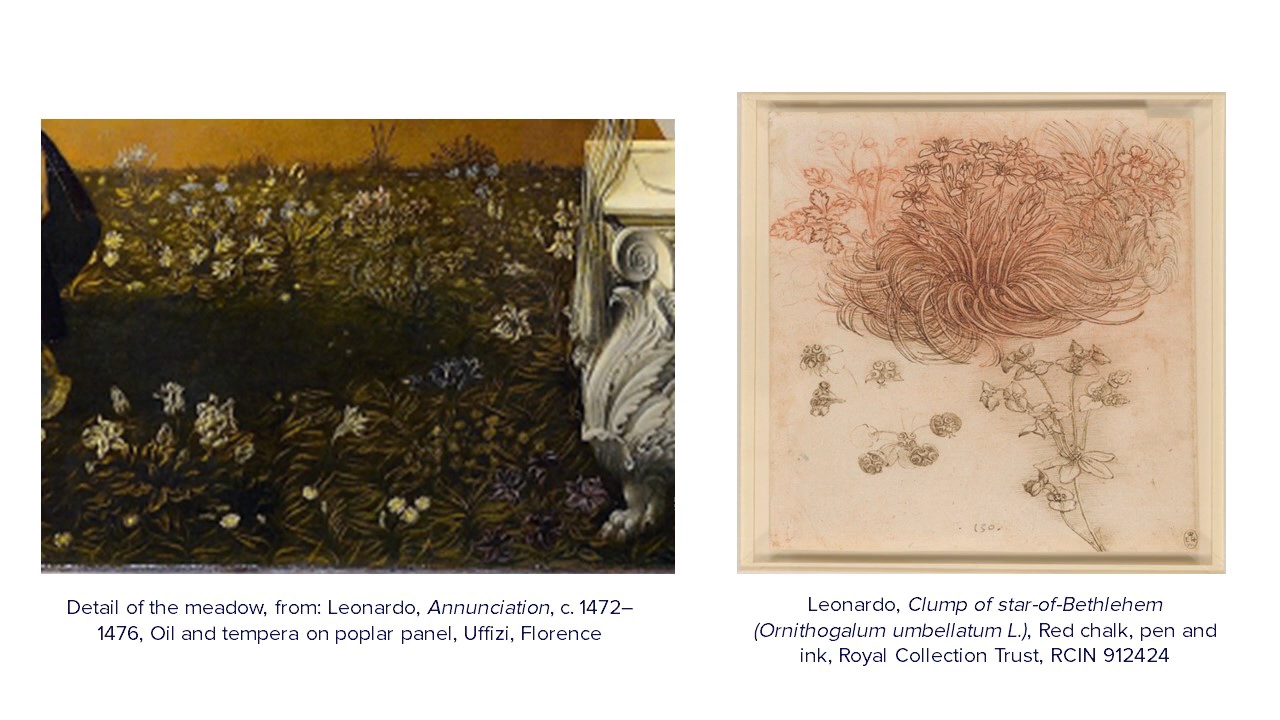 Detail of the meadow, from: Leonardo, Annunciation, c. 1472–
1476, Oil and tempera on poplar panel, Uffizi, Florence
Leonardo, Clump of star-of-Bethlehem
(Ornithogalum umbellatum L.), Red chalk, pen and
ink, Royal Collection Trust, RCIN 912424